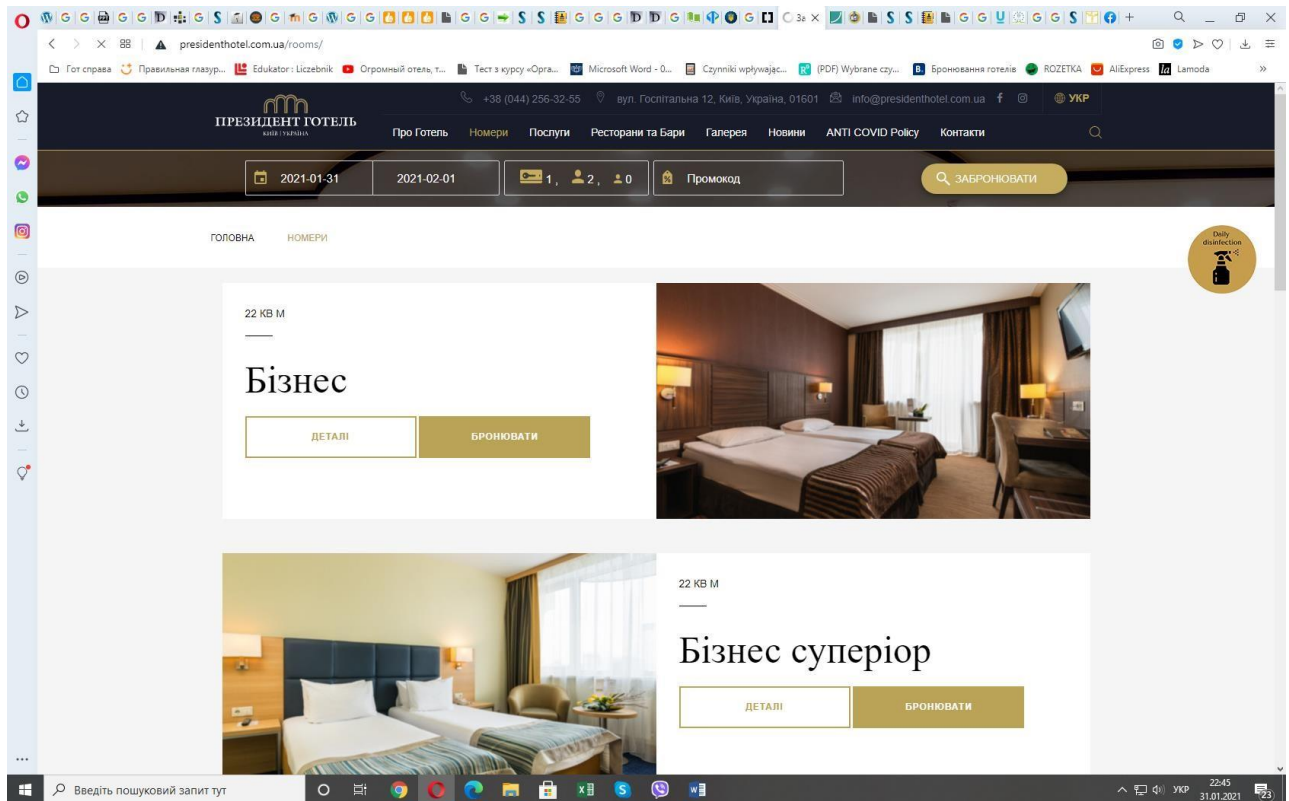 За
presidenthotel.com.ua/rooms/
Гот справа Правильная глазур... Edukator : Liczebnik Огромный отель, т... Тест з курсу «Орга... Microsoft Word - 0... Czynniki wpływając... (PDF) Wybrane czy... Бронювання готелів ROZETKA AliExpress Lamoda
+38 (044) 256-32-55 вул. Госпітальна 12, Київ, Україна, 01601 info@presidenthotel.com.ua УКР
ПРЕЗИДЕНТ ГОТЕЛЬ
КИЇВ | УКРАЇНА
Про Готель Номери Послуги Ресторани та Бари Галерея Новини ANTI COVID Policy Контакти
2021-01-31 2021-02-01 1, 2, 0 Промокод ЗАБРОНЮВАТИ
ГОЛОВНА НОМЕРИ
Daily
disinfection
22 КВ М
Бізнес
ДЕТАЛІ БРОНЮВАТИ
22 КВ М
Бізнес суперіор
ДЕТАЛІ БРОНЮВАТИ
Введіть пошуковий запит тут
УКР
22:45
31.01.2021
23